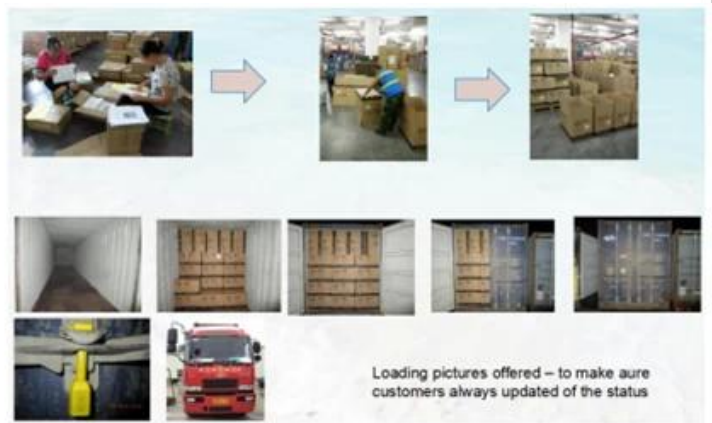 Loading pictures offered – to make aure
customers always updated of the status